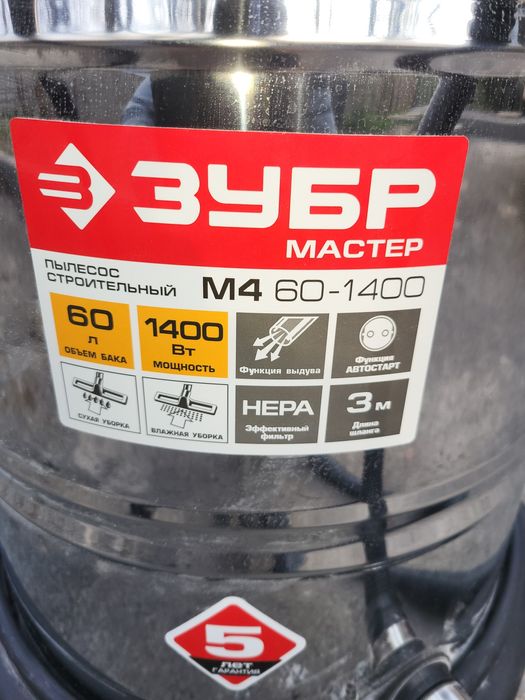 ЗУБР
МАСТЕР
ПЫЛЕСОС
СТРОИТЕЛЬНЫЙ
М4 60-1400
60
Л
ОБЪЕМ БАКА
1400
Вт
МОЩНОСТЬ
Функция выдува
Функция
АВТОСТАРТ
СУХАЯ УБОРКА
ВЛАЖНАЯ УБОРКА
HEPA
Эффективный
фильтр
3 м
Длина
шланга
5
ЛЕТ
ГАРАНТИЯ